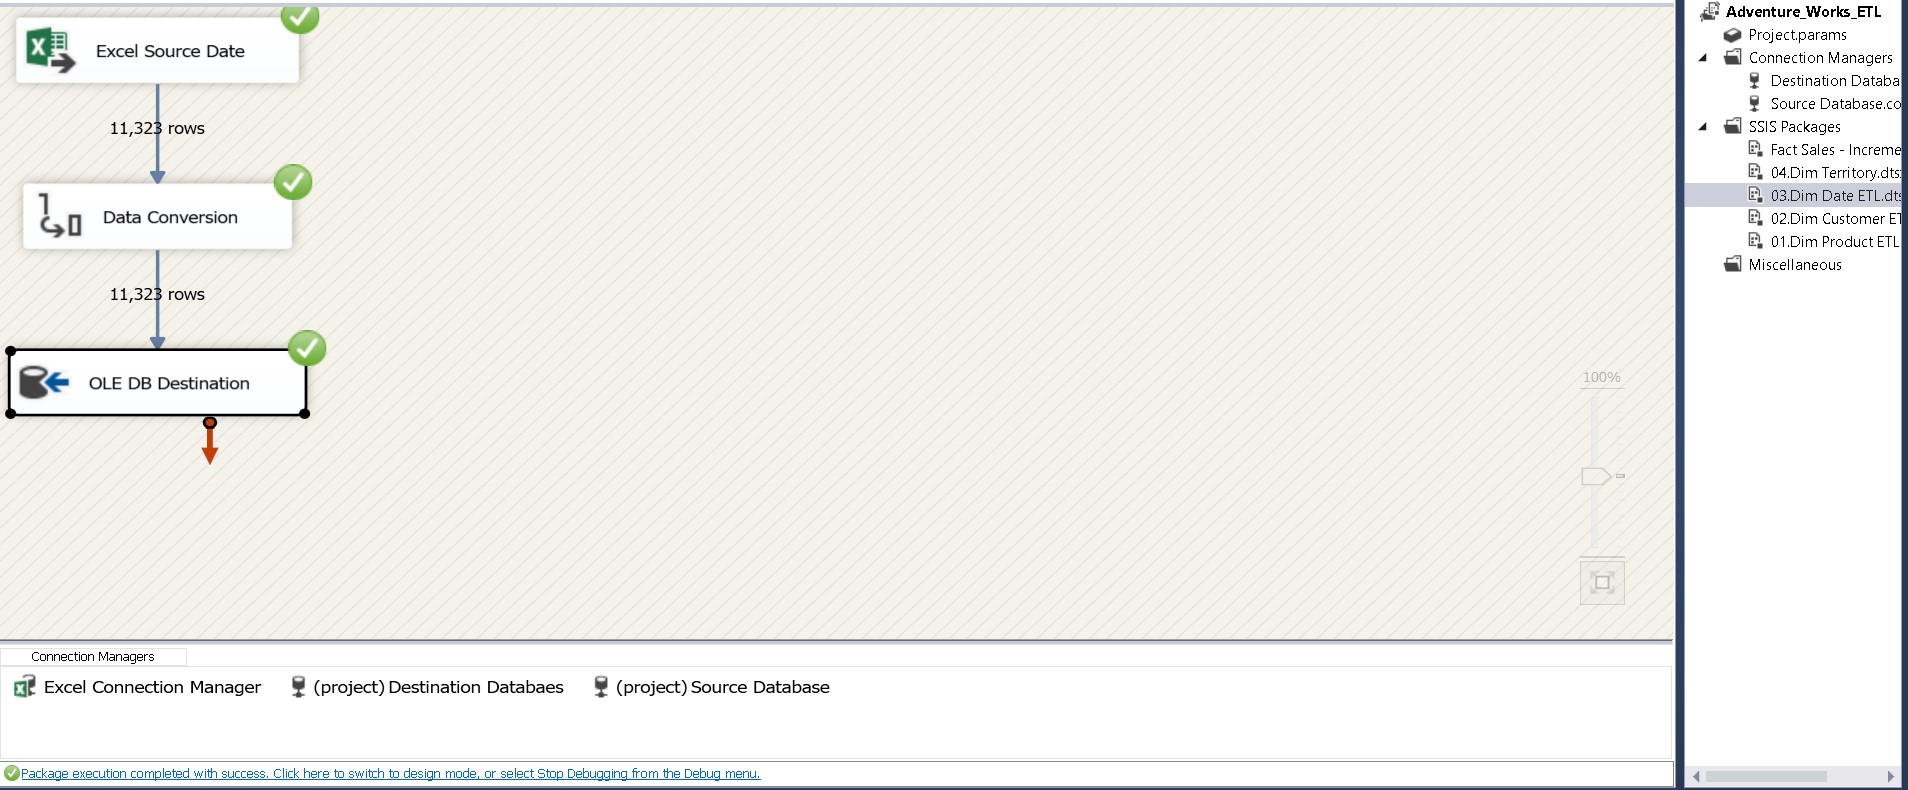 Excel Source Date
11,323 rows
Data Conversion
11,323 rows
OLE DB Destination
100%
Connection Managers
Excel Connection Manager
(project) Destination Databaes
(project) Source Database
Package execution completed with success. Click here to switch to design mode, or select Stop Debugging from the Debug menu.
Adventure_Works_ETL
Project.params
Connection Managers
Destination Databa
Source Database.co
SSIS Packages
Fact Sales - Increme
04.Dim Territory.dts
03.Dim Date ETL.dts
02.Dim Customer ET
01.Dim Product ETL
Miscellaneous